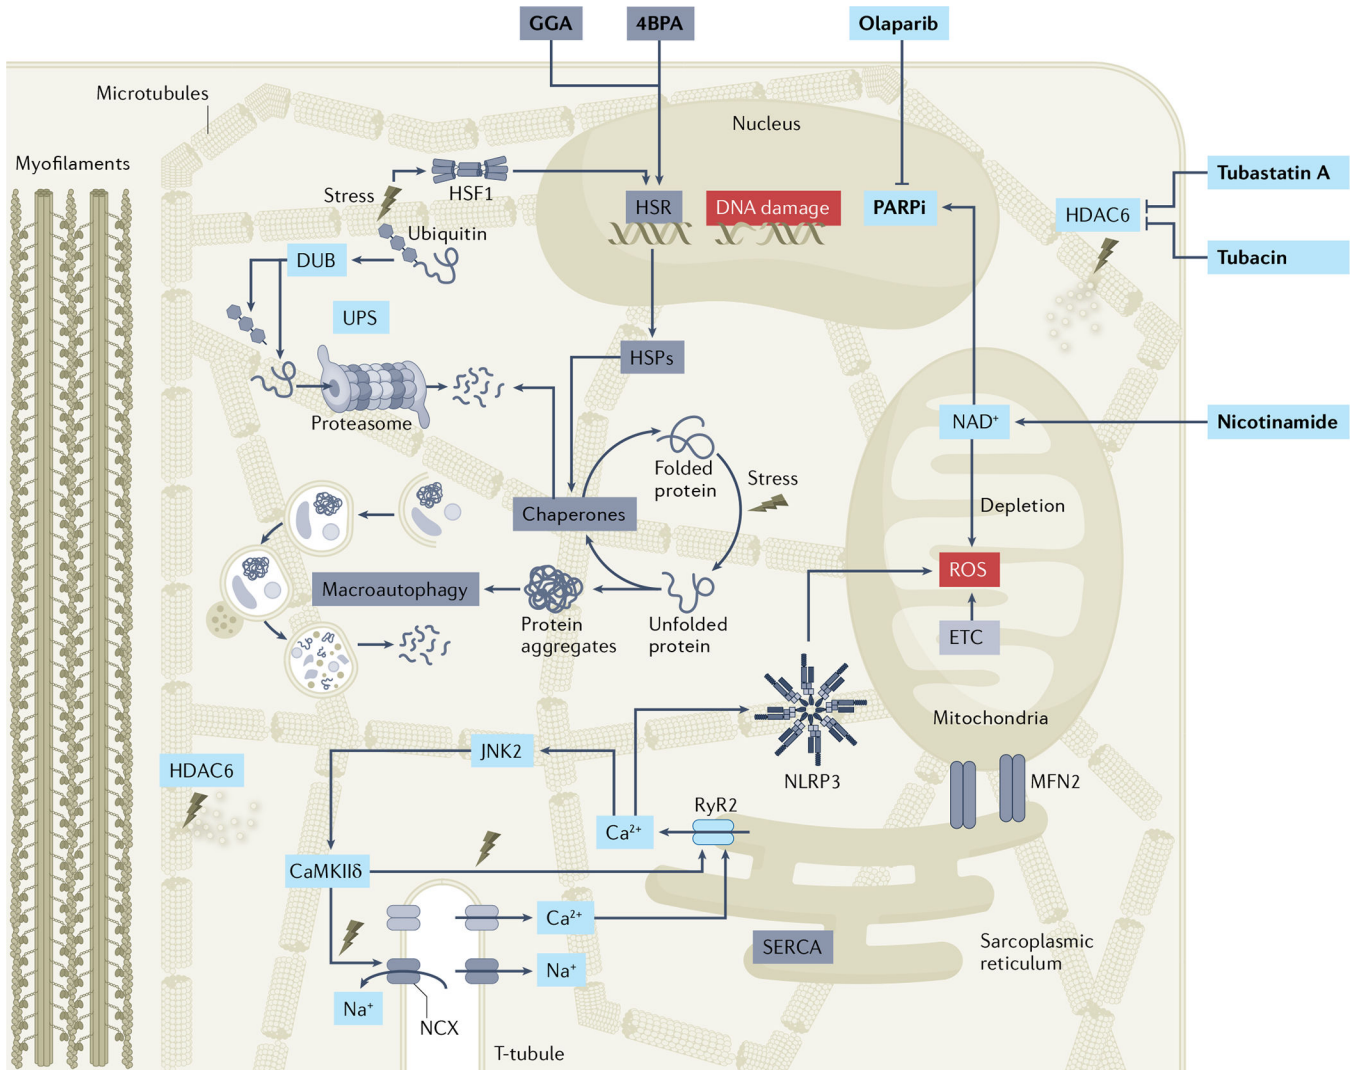 GGA
4BPA
Olaparib
Microtubules
Nucleus
Myofilaments
Tubastatin A
Stress
HSF1
HSR
DNA damage
PARPi
HDAC6
Ubiquitin
Tubacin
DUB
UPS
HSPs
Proteasome
NAD⁺
Nicotinamide
Folded
protein
Stress
Depletion
Chaperones
ROS
Macroautophagy
Protein
aggregates
Unfolded
protein
ETC
Mitochondria
JNK2
HDAC6
NLRP3
MFN2
RyR2
Ca²⁺
CaMKIIδ
Ca²⁺
SERCA
Sarcoplasmic
reticulum
Na⁺
Na⁺
NCX
T-tubule